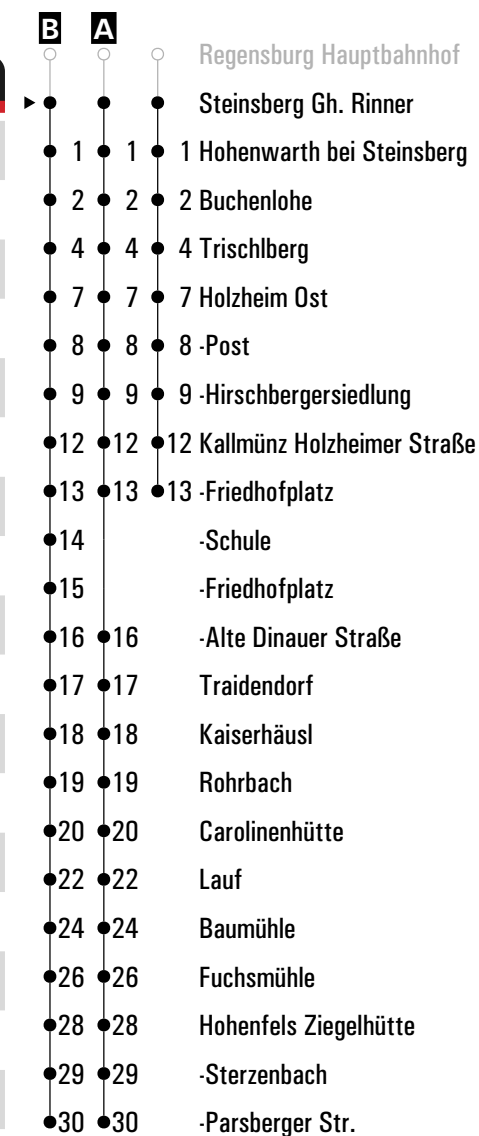 B A
Regensburg Hauptbahnhof
Steinsberg Gh. Rinner
1 1 1 Hohenwarth bei Steinsberg
2 2 2 Buchenlohe
4 4 4 Trischlberg
7 7 7 Holzheim Ost
8 8 8 -Post
9 9 9 -Hirschbergersiedlung
12 12 12 Kallmünz Holzheimer Straße
13 13 13 -Friedhofplatz
14 -Schule
15 -Friedhofplatz
16 16 -Alte Dinauer Straße
17 17 Traidendorf
18 18 Kaiserhäusl
19 19 Rohrbach
20 20 Carolinenhütte
22 22 Lauf
24 24 Baumühle
26 26 Fuchsmühle
28 28 Hohenfels Ziegelhütte
29 29 -Sterzenbach
30 30 -Parsberger Str.